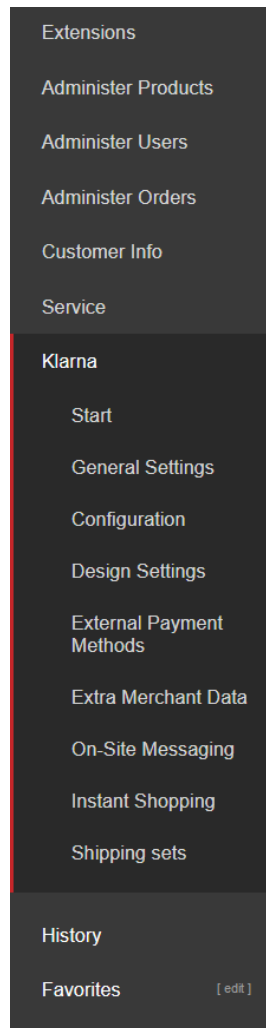 Extensions
Administer Products
Administer Users
Administer Orders
Customer Info
Service
Klarna
Start
General Settings
Configuration
Design Settings
External Payment
Methods
Extra Merchant Data
On-Site Messaging
Instant Shopping
Shipping sets
History
Favorites [ edit ]